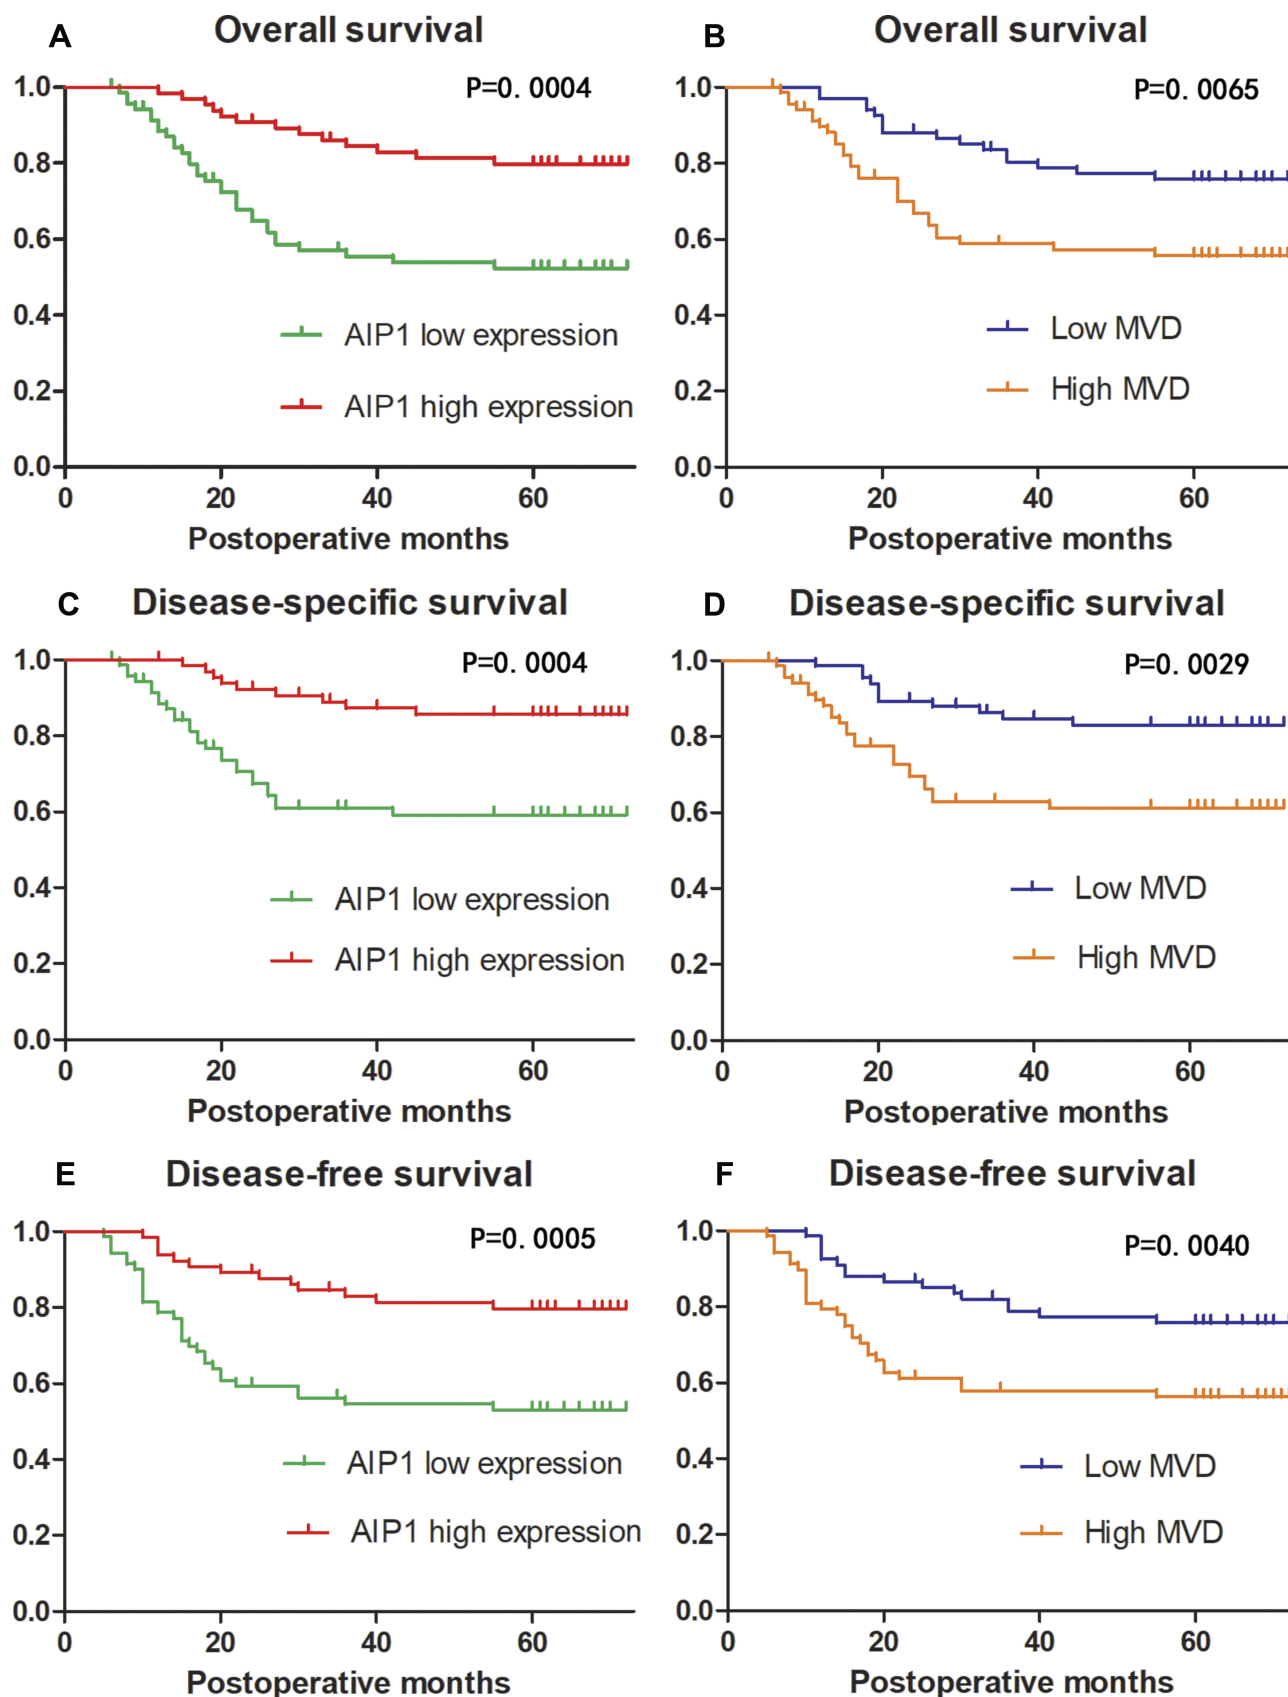 A
Overall survival
P=0.0004
1.0
0.8
0.6
0.4
0.2
0.0
AIP1 low expression
AIP1 high expression
0 20 40 60
Postoperative months
B
Overall survival
P=0.0065
1.0
0.8
0.6
0.4
0.2
0.0
Low MVD
High MVD
0 20 40 60
Postoperative months
C
Disease-specific survival
P=0.0004
1.0
0.8
0.6
0.4
0.2
0.0
AIP1 low expression
AIP1 high expression
0 20 40 60
Postoperative months
D
Disease-specific survival
P=0.0029
1.0
0.8
0.6
0.4
0.2
0.0
Low MVD
High MVD
0 20 40 60
Postoperative months
E
Disease-free survival
P=0.0005
1.0
0.8
0.6
0.4
0.2
0.0
AIP1 low expression
AIP1 high expression
0 20 40 60
Postoperative months
F
Disease-free survival
P=0.0040
1.0
0.8
0.6
0.4
0.2
0.0
Low MVD
High MVD
0 20 40 60
Postoperative months